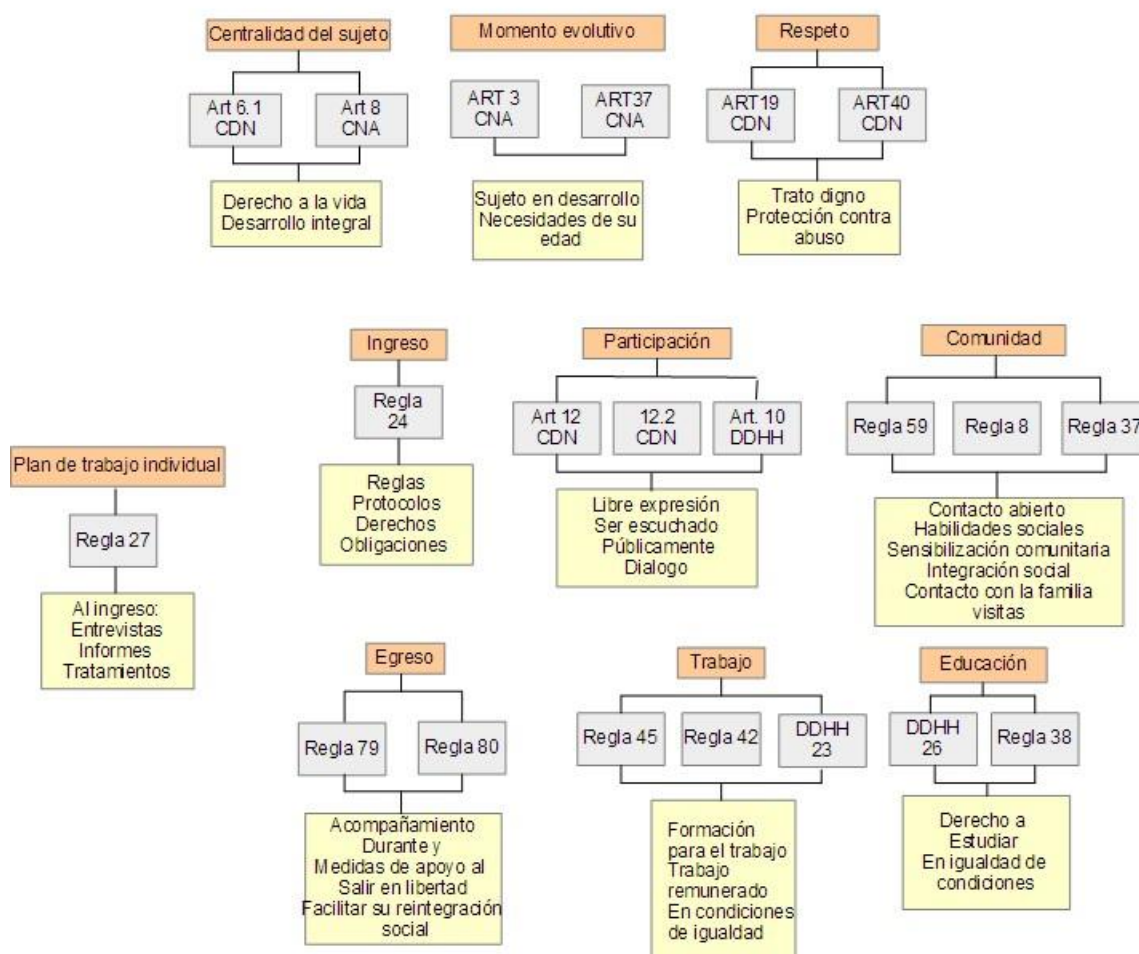 Centralidad del sujeto
Art 6.1
CDN
Art 8
CNA
Derecho a la vida
Desarrollo integral
Momento evolutivo
ART 3
CNA
ART37
CNA
Sujeto en desarrollo
Necesidades de su
edad
Respeto
ART19
CDN
ART40
CDN
Trato digno
Protección contra
abuso
Plan de trabajo individual
Regla 27
Al ingreso:
Entrevistas
Informes
Tratamientos
Ingreso
Regla
24
Reglas
Protocolos
Derechos
Obligaciones
Participación
Art 12
CDN
12.2
CDN
Art. 10
DDHH
Libre expresión
Ser escuchado
Públicamente
Dialogo
Comunidad
Regla 59
Regla 8
Regla 37
Contacto abierto
Habilidades sociales
Sensibilización comunitaria
Integración social
Contacto con la familia
visitas
Egreso
Regla 79
Regla 80
Acompañamiento
Durante y
Medidas de apoyo al
Salir en libertad
Facilitar su reintegración
social
Trabajo
Regla 45
Regla 42
DDHH
23
Formación
para el trabajo
Trabajo
remunerado
En condiciones
de igualdad
Educación
DDHH
26
Regla 38
Derecho a
Estudiar
En igualdad de
condiciones